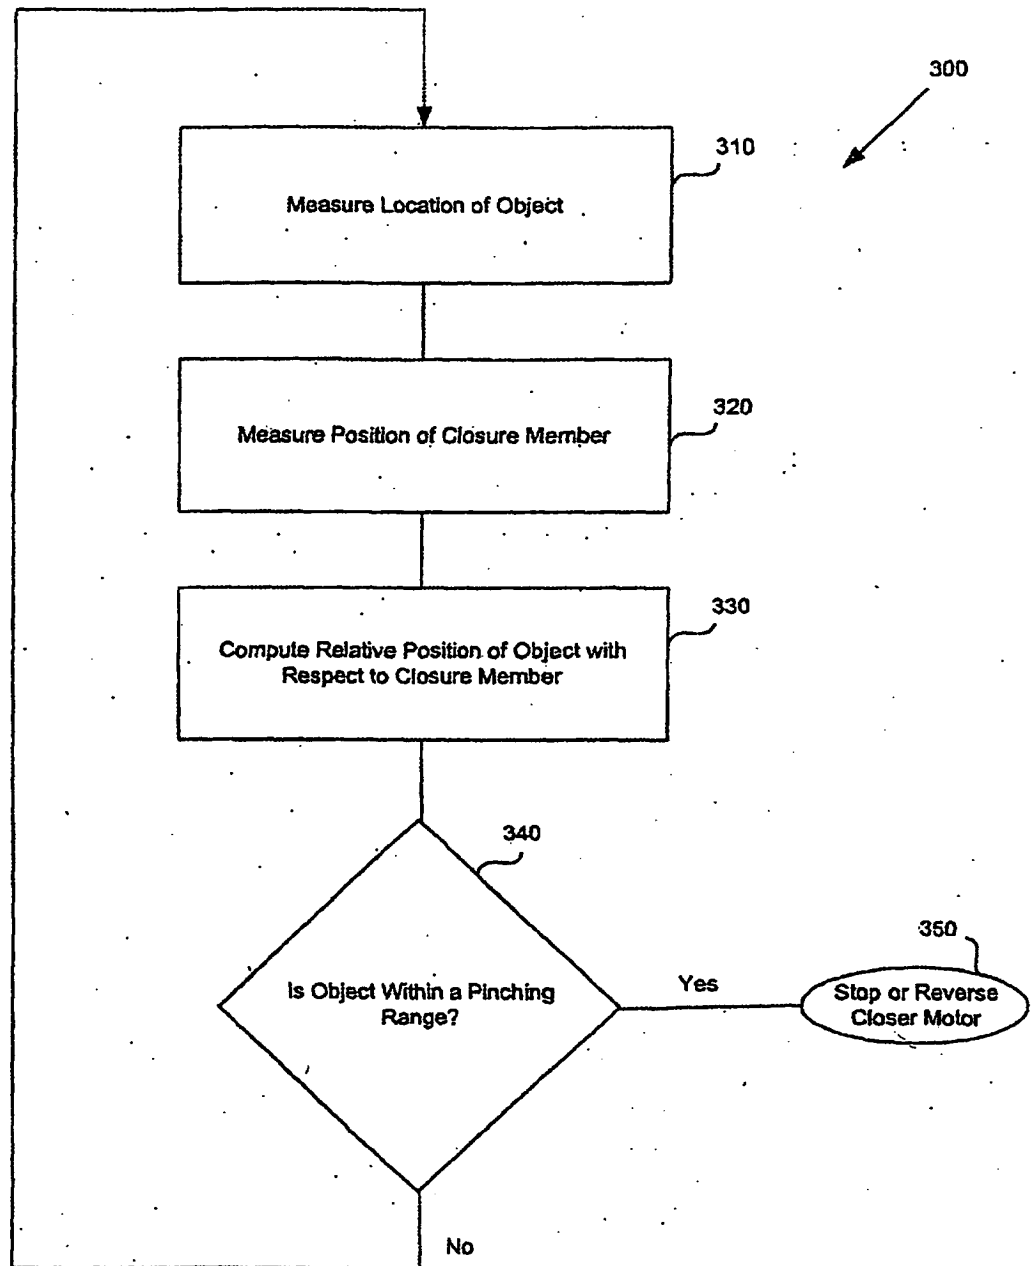 300
310
Measure Location of Object
320
Measure Position of Closure Member
330
Compute Relative Position of Object with
Respect to Closure Member
340
Is Object Within a Pinching
Range?
Yes
350
Stop or Reverse
Closer Motor
No